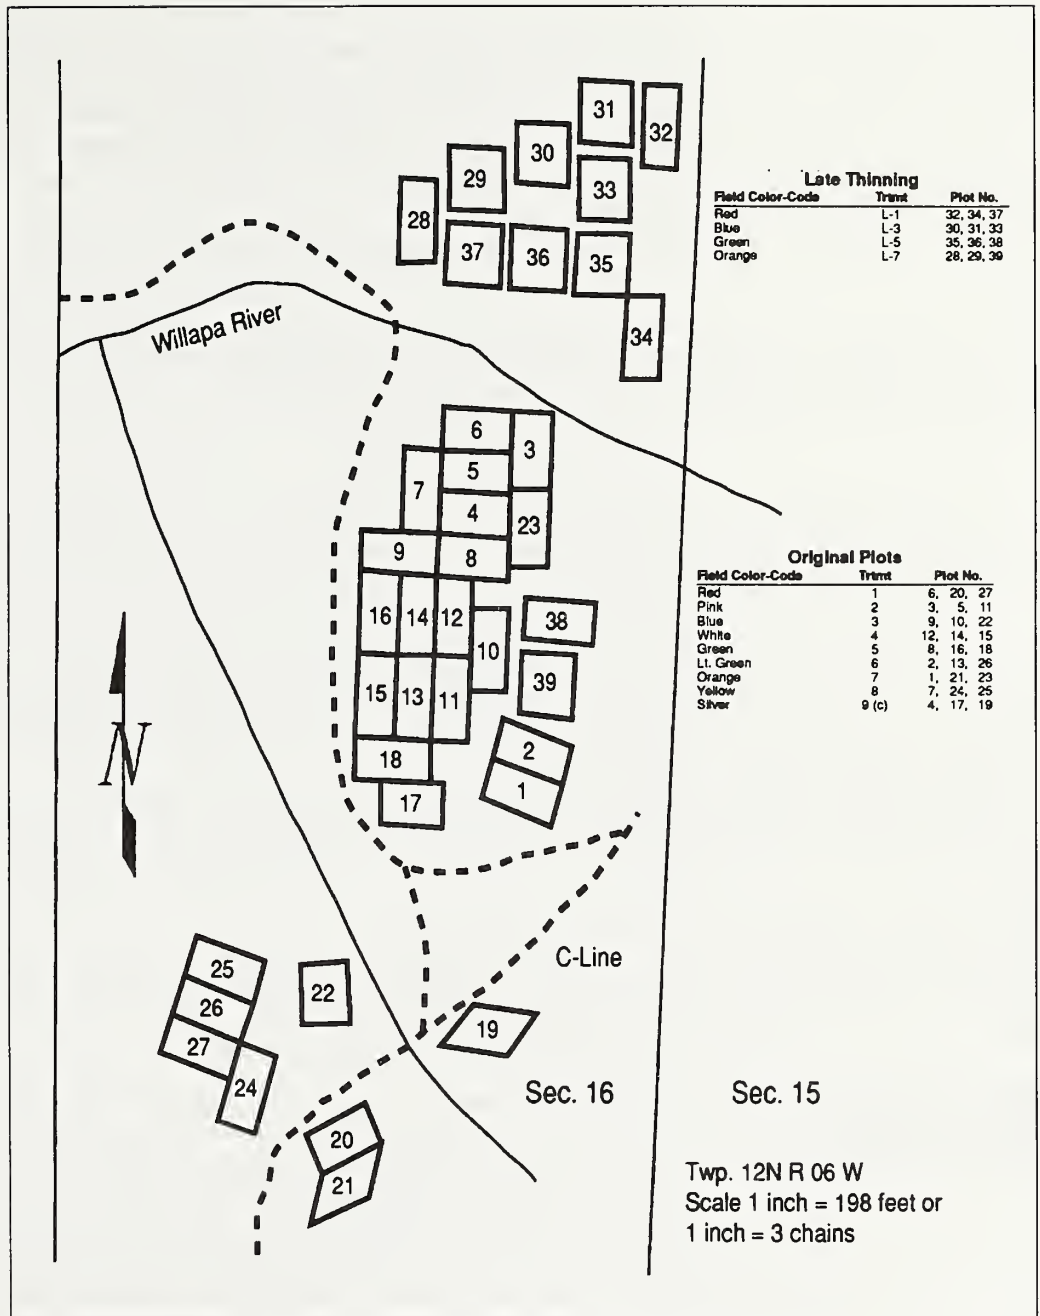 31
32
30
29
33
28
37
36
35
34
Willapa River
Late Thinning
Field Color-Code Trtmt Plot No.
Red L-1 32, 34, 37
Blue L-3 30, 31, 33
Green L-5 35, 36, 38
Orange L-7 28, 29, 39
6
3
5
7
4
23
9
8
16
14
12
10
38
15
13
11
39
18
2
17
1
Original Plots
Field Color-Code Trtmt Plot No.
Red 1 6, 20, 27
Pink 2 3, 5, 11
Blue 3 9, 10, 22
White 4 12, 14, 15
Green 5 8, 16, 18
Lt. Green 6 2, 13, 26
Orange 7 1, 21, 23
Yellow 8 7, 24, 25
Silver 9 (c) 4, 17, 19
N
C-Line
25
22
26
19
27
24
20
21
Sec. 16
Sec. 15
Twp. 12N R 06 W
Scale 1 inch = 198 feet or
1 inch = 3 chains